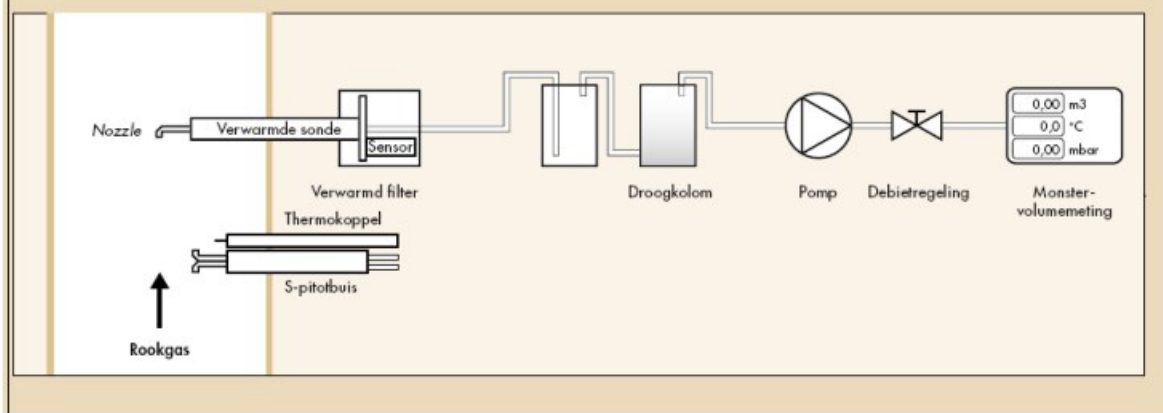 Nozzle
Verwarmde sonde
Sensor
Verwarmd filter
Droogkolom
Pomp
Debietregeling
0,00 m3
0,0 °C
0,00 mbar
Monster-
volumemeting
Thermokoppel
S-pitotbuis
Rookgas